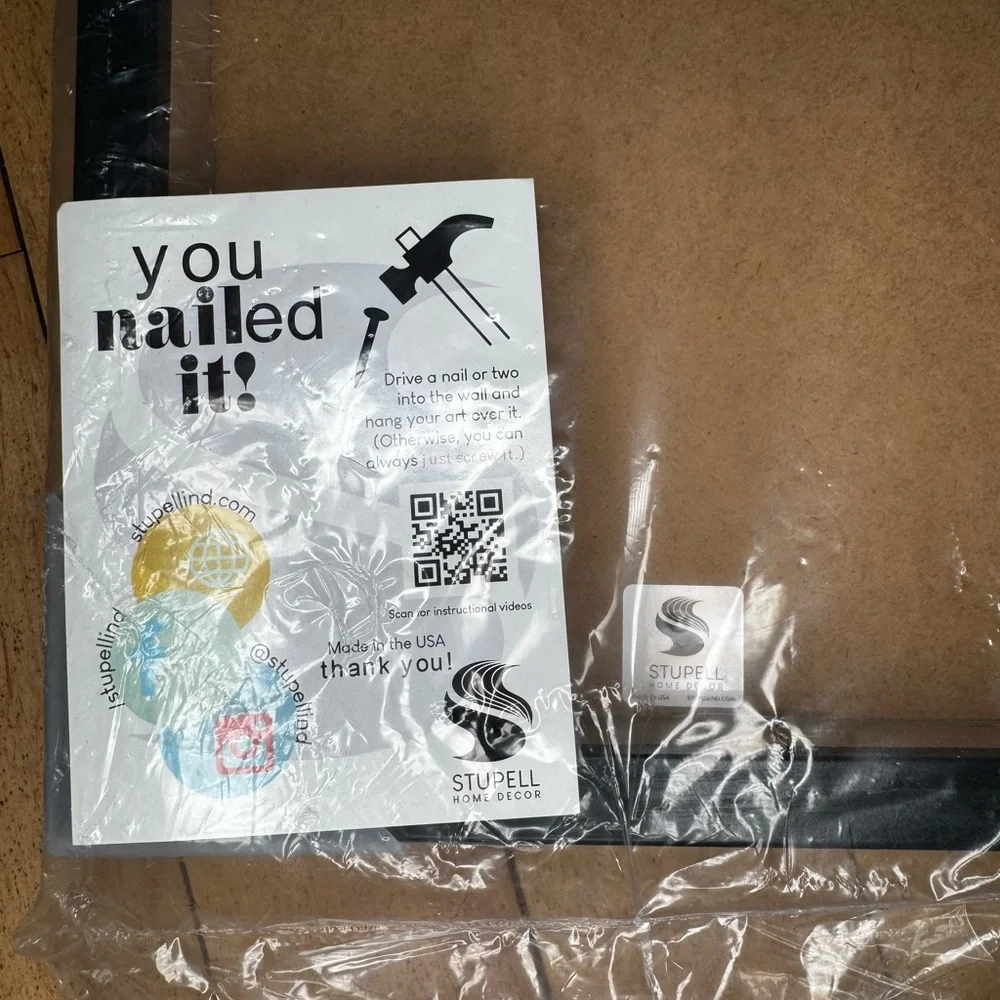 you
nailed
it!
Drive a nail or two
into the wall and
hang your art over it.
(Otherwise, you can
always just screw it.)
stupellind.com
Scan for instructional videos
Made in the USA
thank you!
@stupellind
STUPELL
HOME DECOR
STUPELL
HOME DECOR
USA